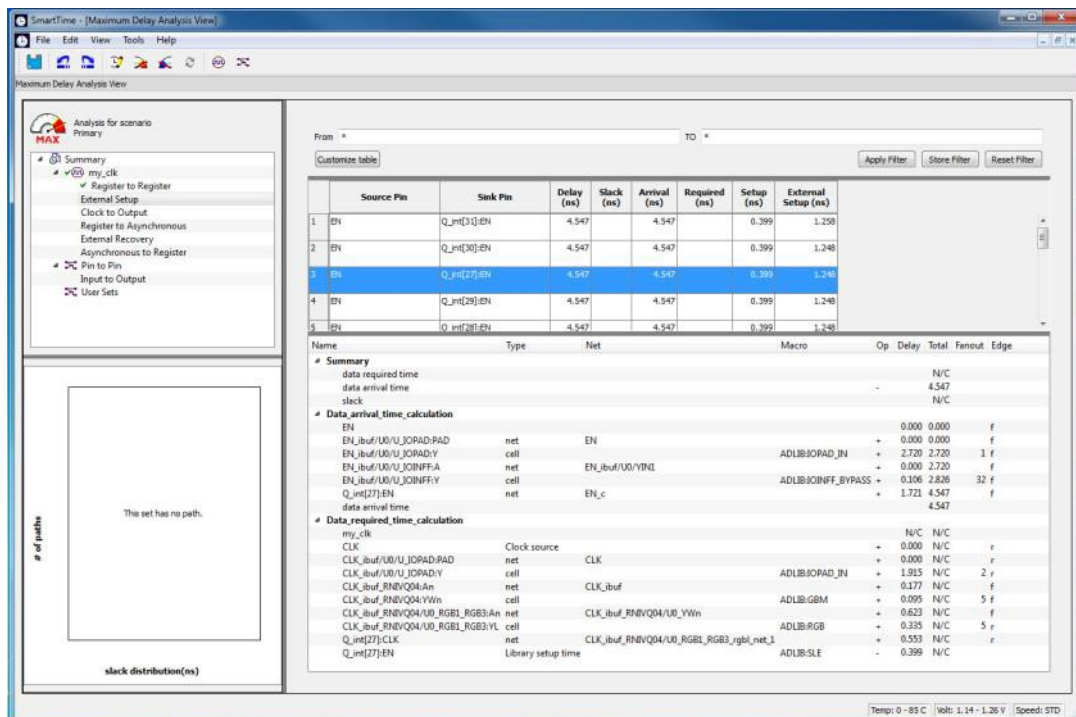 SmartTime - [Maximum Delay Analysis View]
File Edit View Tools Help
Maximum Delay Analysis View
MAX
Analysis for scenario
Primary
Summary
my_clk
Register to Register
External Setup
Clock to Output
Register to Asynchronous
External Recovery
Asynchronous to Register
Pin to Pin
Input to Output
User Sets
From *
TO *
Customize table
Apply Filter
Store Filter
Reset Filter
Source Pin Sink Pin Delay (ns) Slack (ns) Arrival (ns) Required (ns) Setup (ns) External Setup (ns)
1 EN Q_int[31]:EN 4.547 4.547 0.399 1.258
2 EN Q_int[30]:EN 4.547 4.547 0.399 1.248
3 EN Q_int[27]:EN 4.547 4.547 0.399 1.248
4 EN Q_int[29]:EN 4.547 4.547 0.399 1.248
5 EN Q_int[28]:EN 4.547 4.547 0.399 1.248
Name Type Net Macro Op Delay Total Fanout Edge
Summary
data required time N/C
data arrival time - 4.547
slack N/C
Data_arrival_time_calculation
EN 0.000 0.000 f
EN_ibuf/U0/U_IOPAD:PAD net EN + 0.000 0.000 f
EN_ibuf/U0/U_IOPAD:Y cell ADLIB:IOPAD_IN + 2.720 2.720 1 f
EN_ibuf/U0/U_IOINFF:A net EN_ibuf/U0/YIN1 + 0.000 2.720 f
EN_ibuf/U0/U_IOINFF:Y cell ADLIB:IOINFF_BYPASS + 0.106 2.826 32 f
Q_int[27]:EN net EN_c + 1.721 4.547 f
data arrival time 4.547
Data_required_time_calculation
my_clk N/C N/C
CLK Clock source + 0.000 N/C r
CLK_ibuf/U0/U_IOPAD:PAD net CLK + 0.000 N/C r
CLK_ibuf/U0/U_IOPAD:Y cell ADLIB:IOPAD_IN + 1.915 N/C 2 r
CLK_ibuf_RNIVQ04:An net CLK_ibuf + 0.177 N/C f
CLK_ibuf_RNIVQ04:YWn cell ADLIB:GBM + 0.095 N/C 5 f
CLK_ibuf_RNIVQ04/U0_RGB1_RGB3:An net CLK_ibuf_RNIVQ04/U0_YWn + 0.623 N/C f
CLK_ibuf_RNIVQ04/U0_RGB1_RGB3:YL cell ADLIB:RGB + 0.335 N/C 5 r
Q_int[27]:CLK net CLK_ibuf_RNIVQ04/U0_RGB1_RGB3_rgbl_net_1 + 0.553 N/C r
Q_int[27]:EN Library setup time ADLIB:SLE - 0.399 N/C
# of paths
This set has no path.
slack distribution(ns)
Temp: 0 - 85 C Volt: 1.14 - 1.26 V Speed: STD